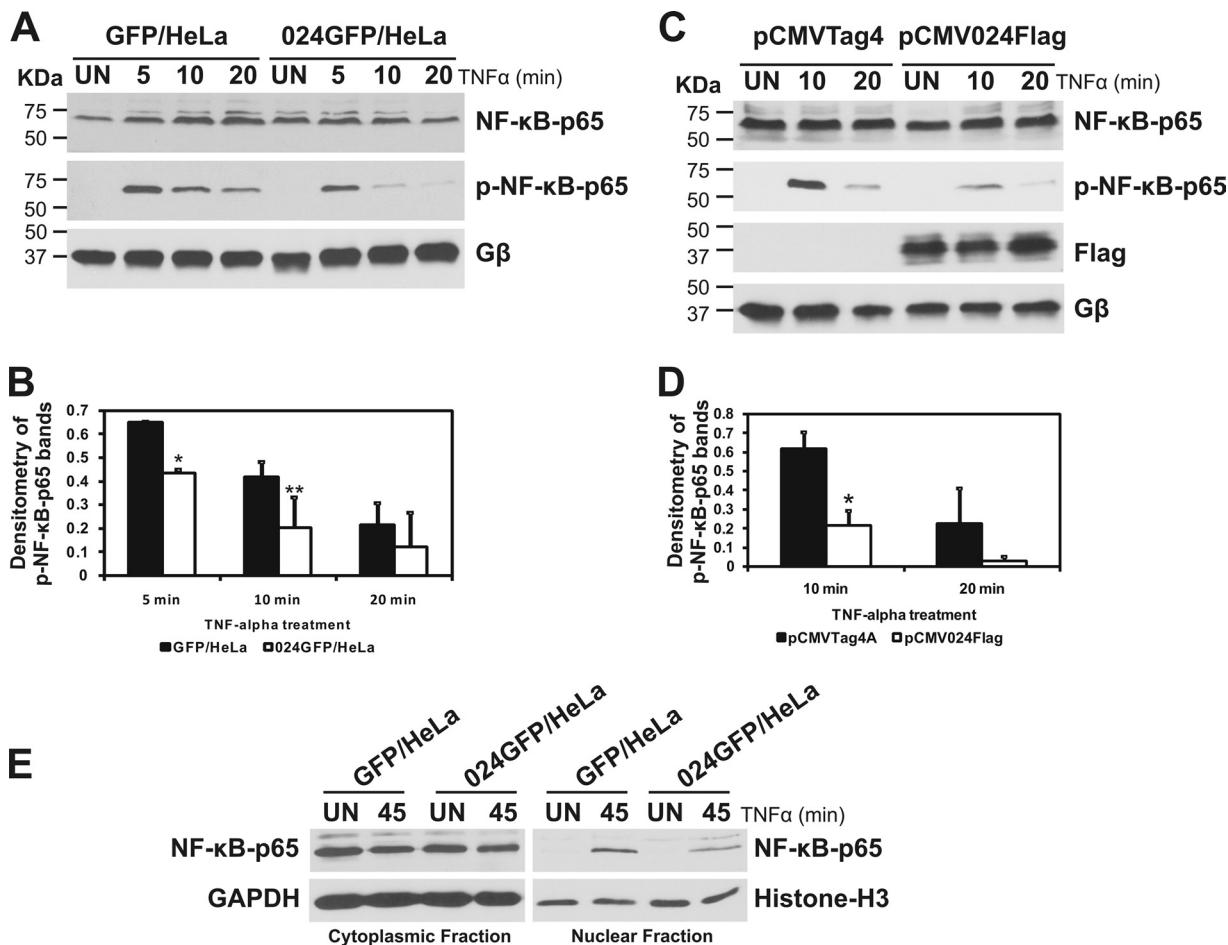 A
GFP/HeLa 024GFP/HeLa
KDa UN 5 10 20 UN 5 10 20 TNFα (min)
75
50
NF-κB-p65
75
50
p-NF-κB-p65
50
37
Gβ
B
Densitometry of
p-NF-κB-p65 bands
0.7
0.6
0.5
0.4
0.3
0.2
0.1
0
*
**
5 min 10 min 20 min
TNF-alpha treatment
GFP/HeLa 024GFP/HeLa
C
pCMVTag4 pCMV024Flag
KDa UN 10 20 UN 10 20 TNFα (min)
75
50
NF-κB-p65
75
50
p-NF-κB-p65
50
37
Flag
50
37
Gβ
D
Densitometry of
p-NF-κB-p65 bands
0.8
0.7
0.6
0.5
0.4
0.3
0.2
0.1
0
*
10 min 20 min
TNF-alpha treatment
pCMVTag4A pCMV024Flag
E
GFP/HeLa 024GFP/HeLa GFP/HeLa 024GFP/HeLa
UN 45 UN 45 UN 45 UN 45 TNFα (min)
NF-κB-p65 NF-κB-p65
GAPDH Histone-H3
Cytoplasmic Fraction Nuclear Fraction